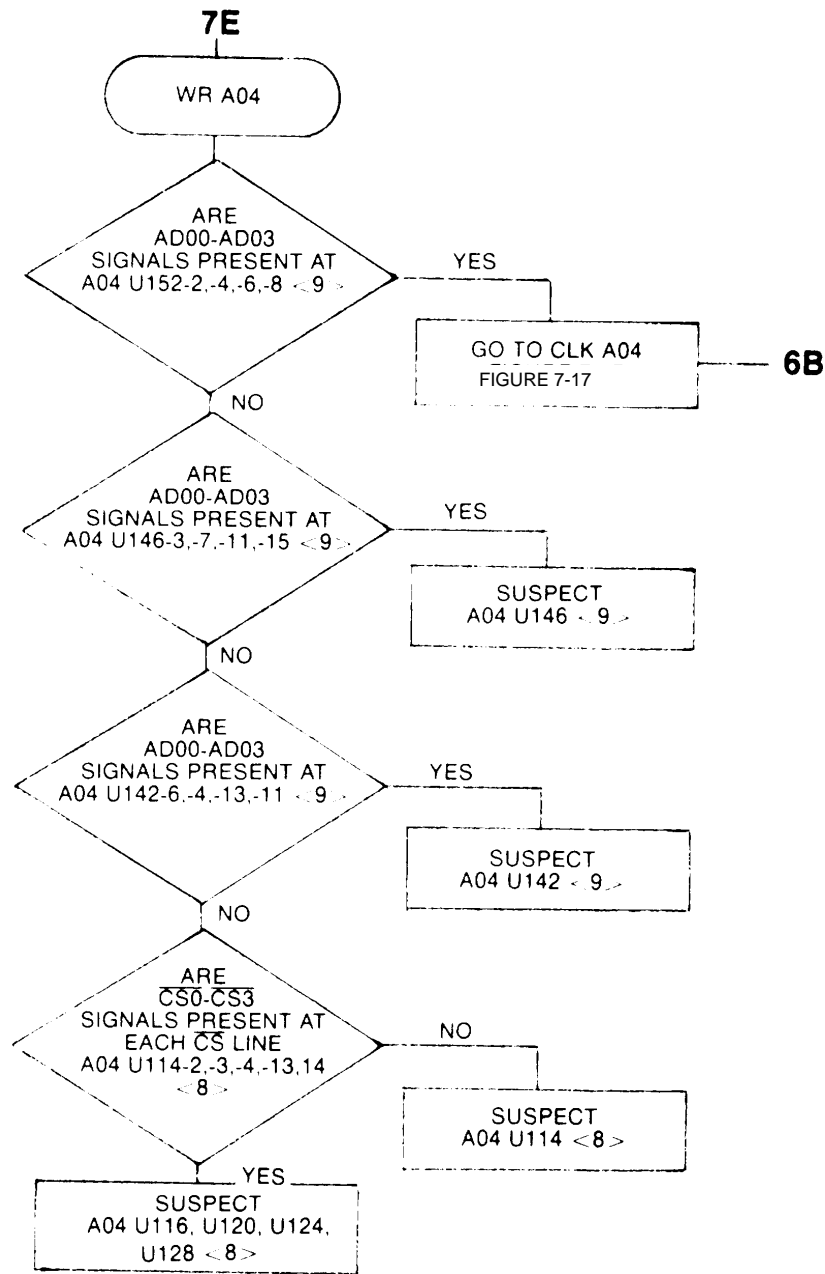 7E
WR A04
ARE
AD00-AD03
SIGNALS PRESENT AT
A04 U152-2,-4,-6,-8 <9>
YES
GO TO CLK A04
FIGURE 7-17
6B
NO
ARE
AD00-AD03
SIGNALS PRESENT AT
A04 U146-3,-7,-11,-15 <9>
YES
SUSPECT
A04 U146 <9>
NO
ARE
AD00-AD03
SIGNALS PRESENT AT
A04 U142-6,-4,-13,-11 <9>
YES
SUSPECT
A04 U142 <9>
NO
ARE
C̅S̅0̅-C̅S̅3̅
SIGNALS PRESENT AT
EACH C̅S̅ LINE
A04 U114-2,-3,-4,-13,14
<8>
NO
SUSPECT
A04 U114 <8>
YES
SUSPECT
A04 U116, U120, U124,
U128 <8>